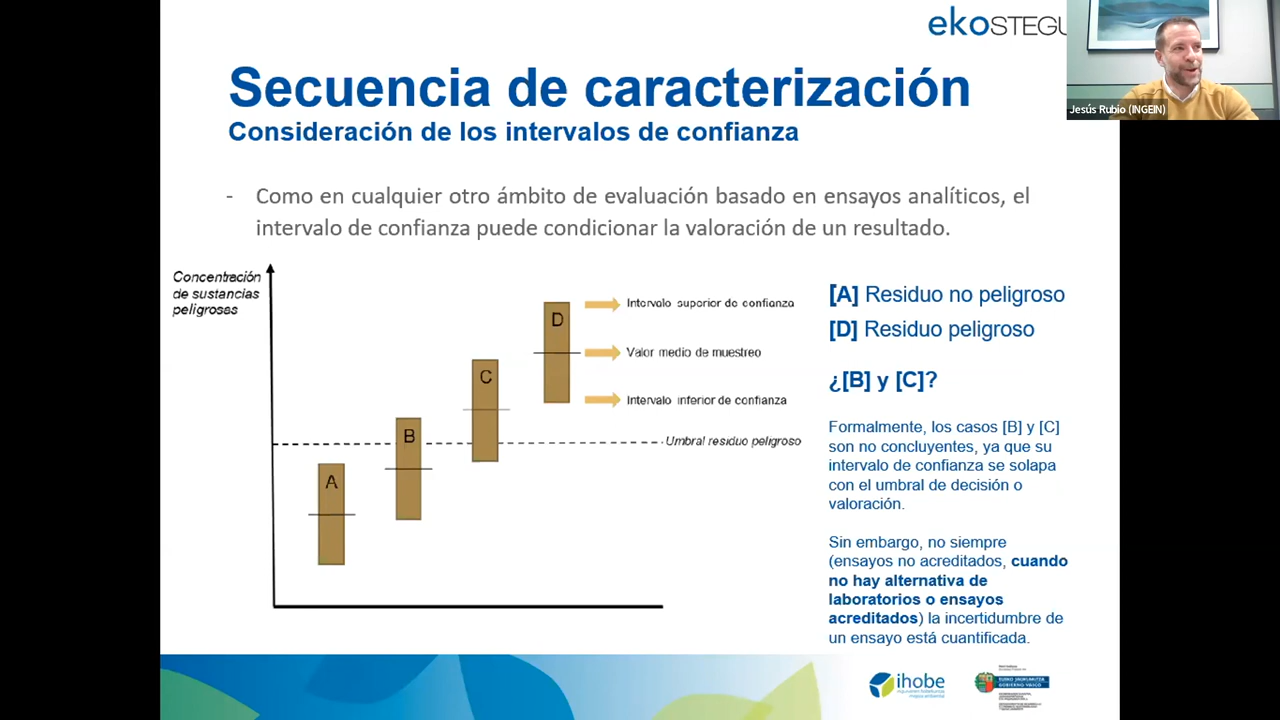 ekoSTEGU
Jesús Rubio (INGEIN)
Secuencia de caracterización
Consideración de los intervalos de confianza
- Como en cualquier otro ámbito de evaluación basado en ensayos analíticos, el
intervalo de confianza puede condicionar la valoración de un resultado.
Concentración
de sustancias
peligrosas
D
C
B
A
Intervalo superior de confianza
Valor medio de muestreo
Intervalo inferior de confianza
Umbral residuo peligroso
[A] Residuo no peligroso
[D] Residuo peligroso
¿[B] y [C]?
Formalmente, los casos [B] y [C]
son no concluyentes, ya que su
intervalo de confianza se solapa
con el umbral de decisión o
valoración.
Sin embargo, no siempre
(ensayos no acreditados, cuando
no hay alternativa de
laboratorios o ensayos
acreditados) la incertidumbre de
un ensayo está cuantificada.
ihobe
EUSKO JAURLARITZA
GOBIERNO VASCO